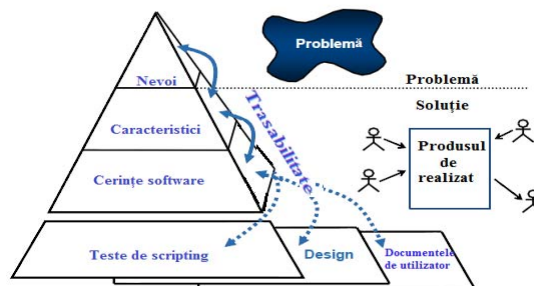 Problemă
Nevoi
Problemă
Soluție
Trasabilitate
Caracteristici
Produsul
de
realizat
Cerințe software
Teste de scripting
Design
Documentele
de utilizator